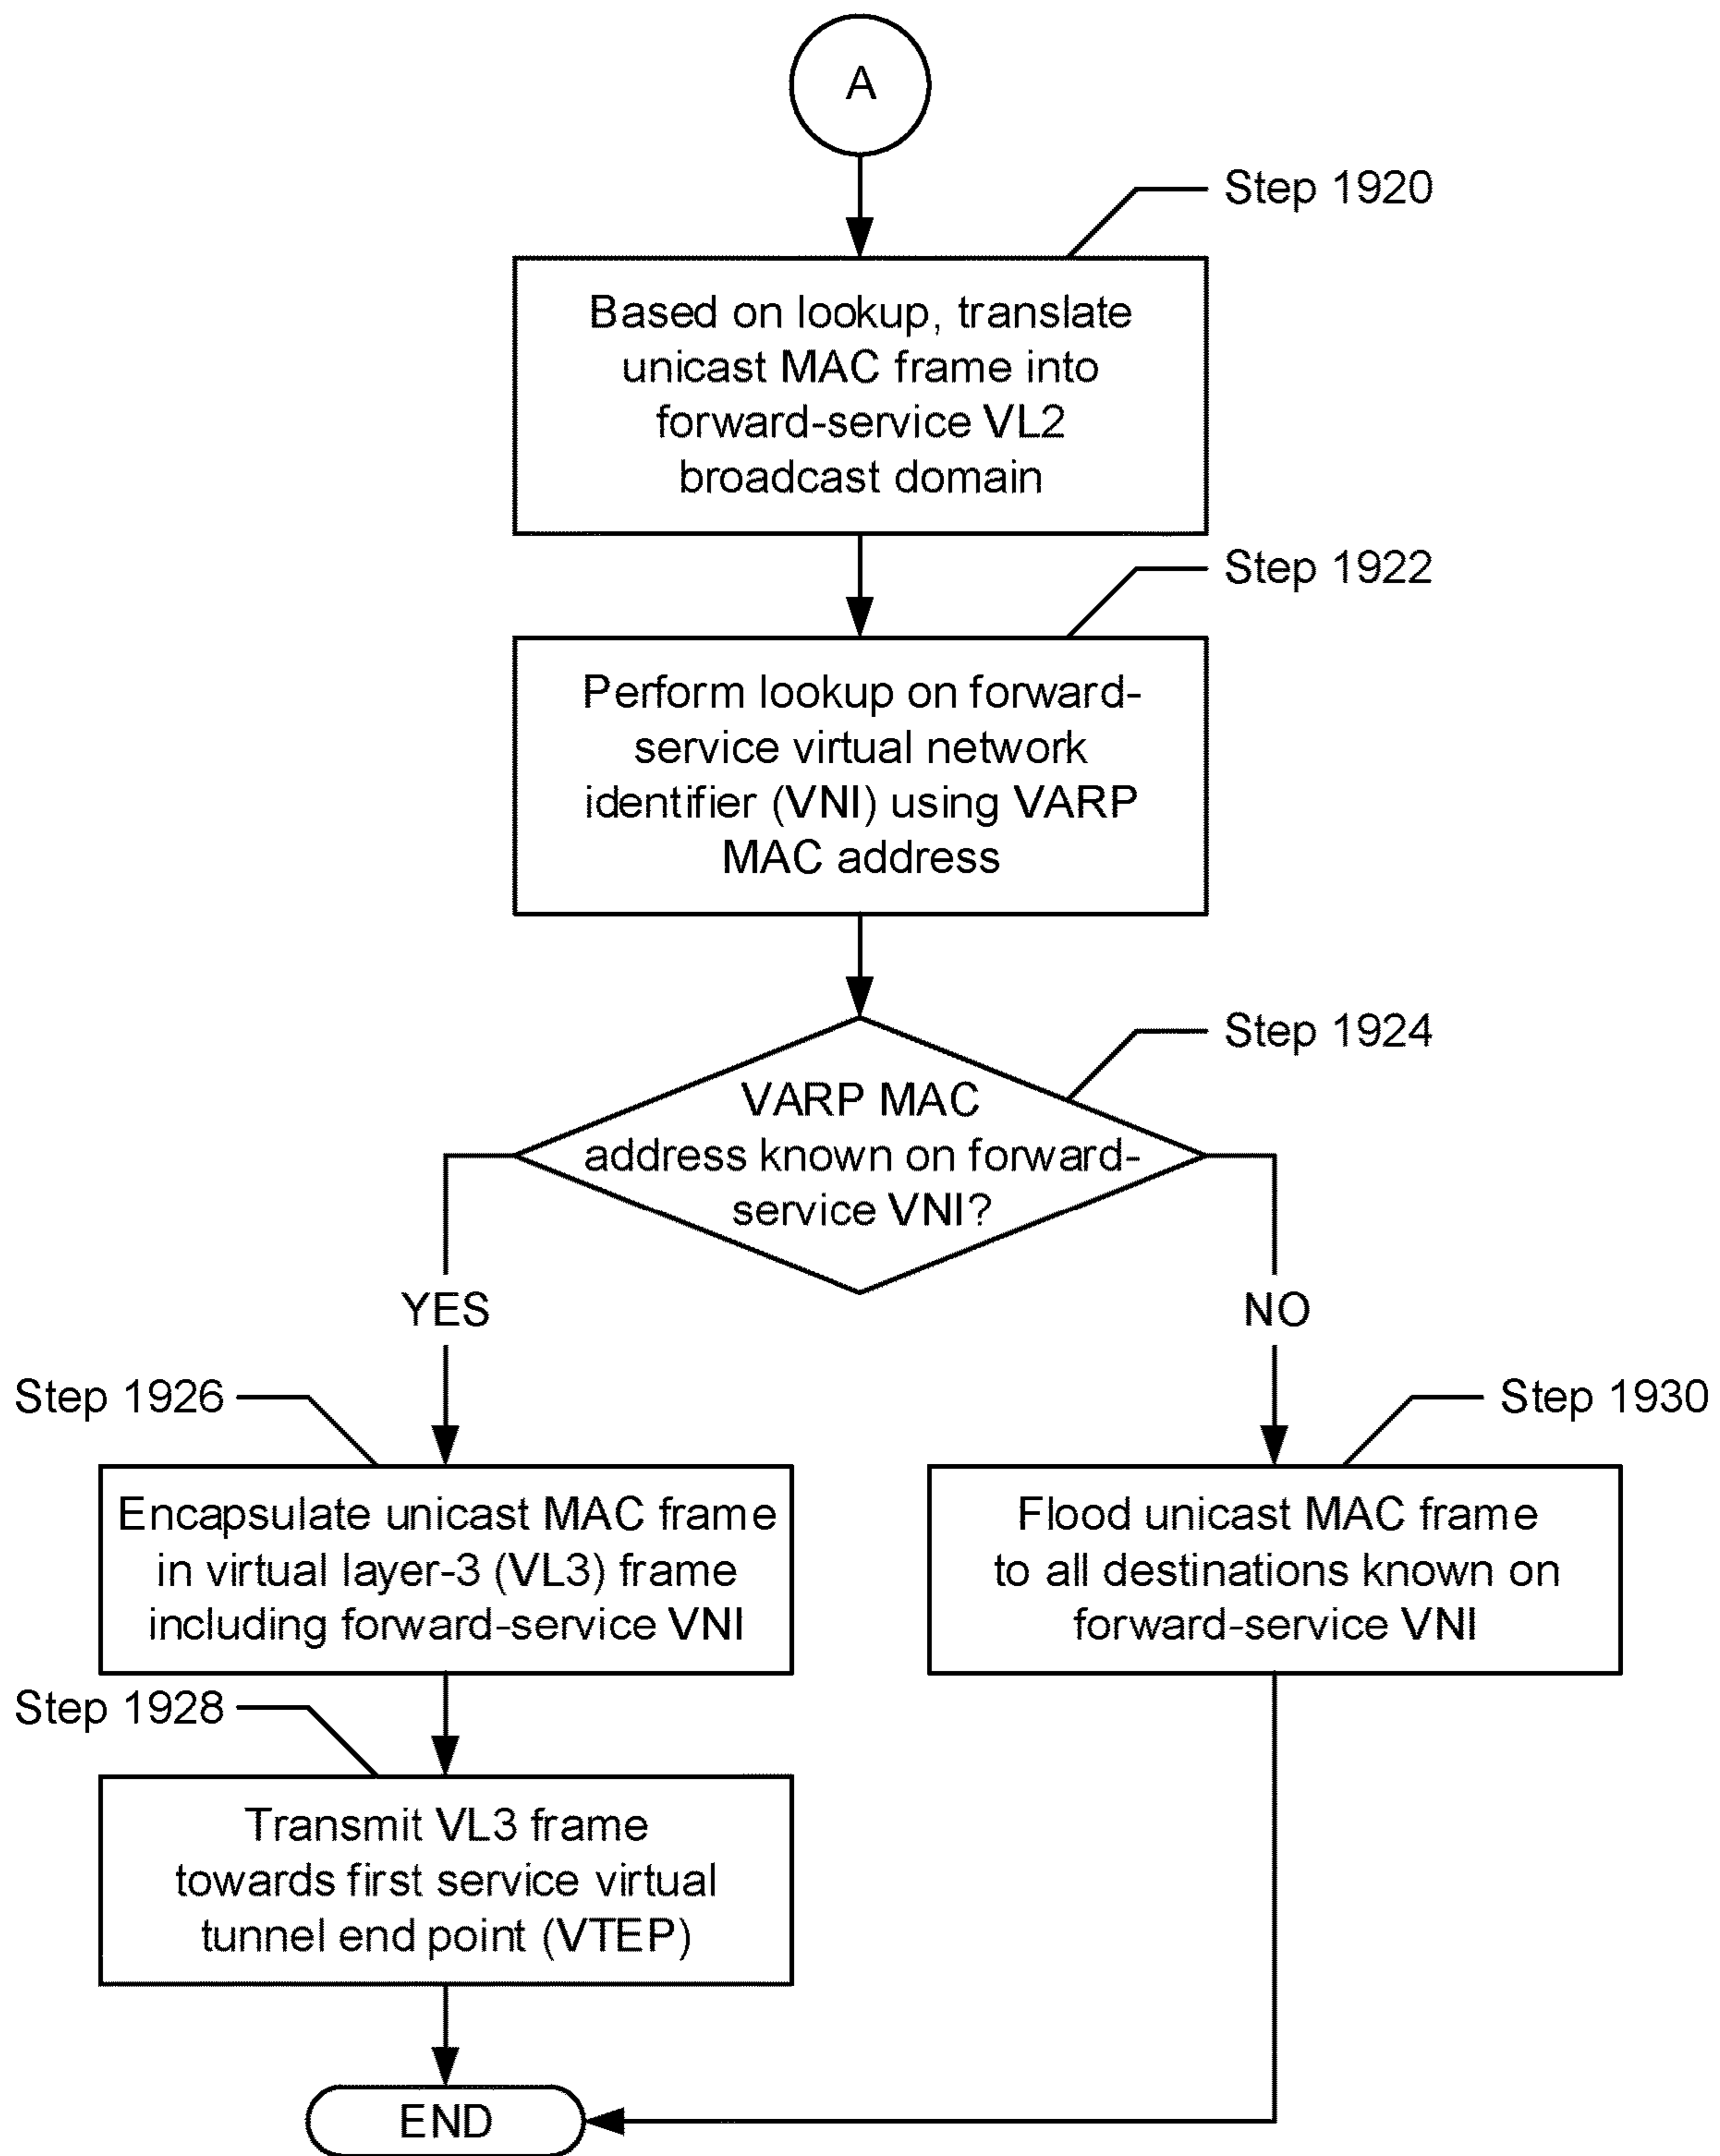 A
Step 1920
Based on lookup, translate
unicast MAC frame into
forward-service VL2
broadcast domain
Step 1922
Perform lookup on forward-
service virtual network
identifier (VNI) using VARP
MAC address
Step 1924
VARP MAC
address known on forward-
service VNI?
YES
NO
Step 1926
Encapsulate unicast MAC frame
in virtual layer-3 (VL3) frame
including forward-service VNI
Step 1930
Flood unicast MAC frame
to all destinations known on
forward-service VNI
Step 1928
Transmit VL3 frame
towards first service virtual
tunnel end point (VTEP)
END